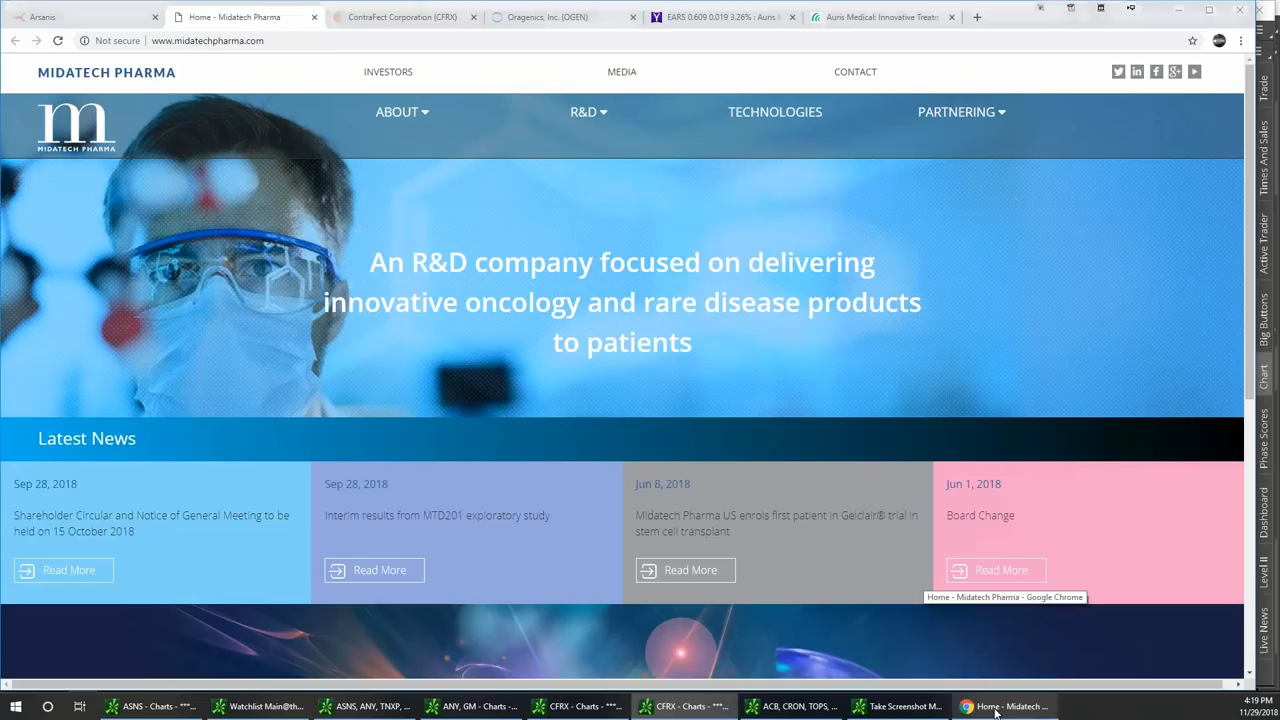 Arsanis
Home - Midatech Pharma
ContraFect Corporation (CFRX)
Oragenics, Inc. (OGEN)
EARS 0.609 0.019 3.26% : Auris
Auris Medical: Innovative Treatm
Not secure
www.midatechpharma.com
MIDATECH PHARMA
INVESTORS
MEDIA
CONTACT
m
MIDATECH PHARMA
ABOUT
R&D
TECHNOLOGIES
PARTNERING
An R&D company focused on delivering
innovative oncology and rare disease products
to patients
Latest News
Sep 28, 2018
Shareholder Circular and Notice of General Meeting to be
held on 15 October 2018
Read More
Sep 28, 2018
Interim results from MTD201 exploratory study
Read More
Jun 8, 2018
Midatech Pharma US enrols first patient in Gelclair® trial in
stem cell transplant
Read More
Jun 1, 2018
Board Change
Read More
Home - Midatech Pharma - Google Chrome
Trade
Times And Sales
Active Trader
Big Buttons
Chart
Phase Scores
Dashboard
Level II
Live News
ASNS - Charts - ***...
Watchlist Main@th...
ASNS, ANY, TNXP, ...
ANY, GM - Charts - ...
CFRX - Charts - ***...
ACB, CRON, TOPS, ...
Take Screenshot M...
Home - Midatech ...
4:19 PM
11/29/2018